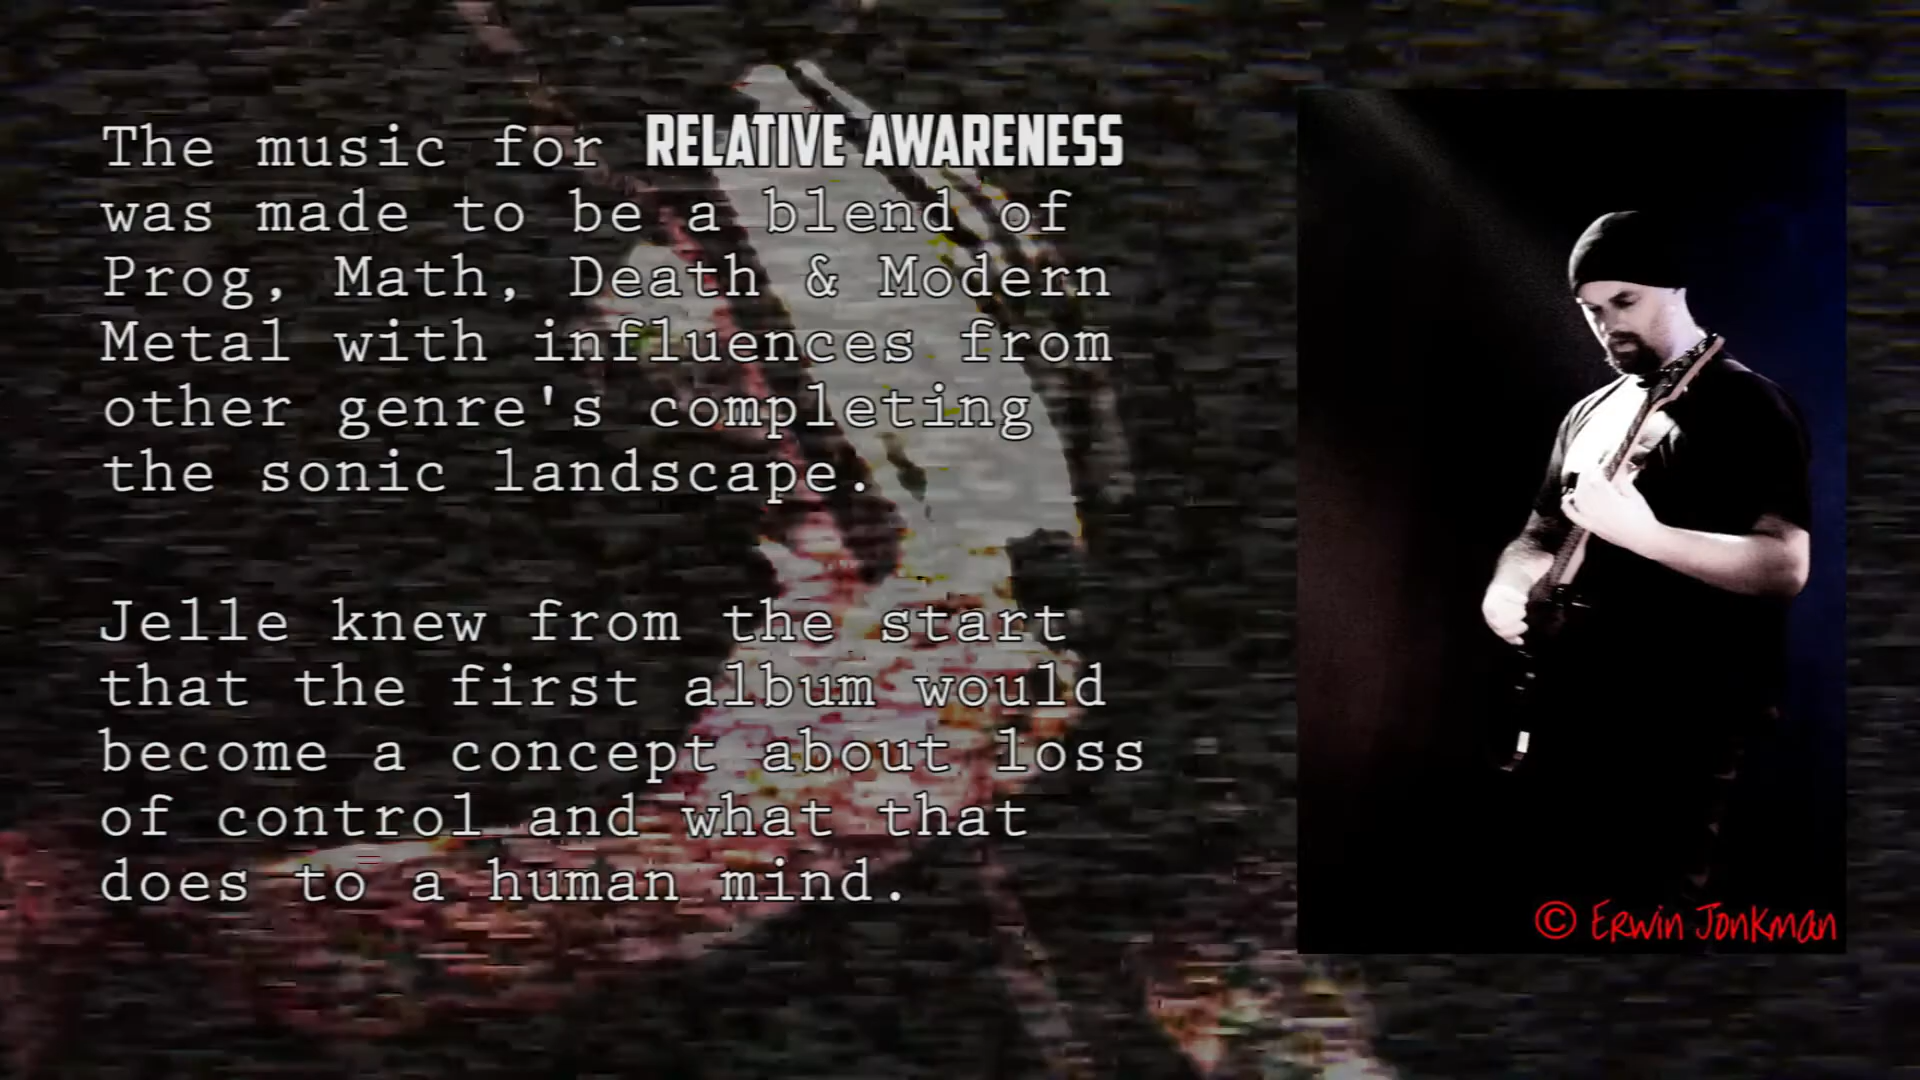 The music for RELATIVE AWARENESS
was made to be a blend of
Prog, Math, Death & Modern
Metal with influences from
other genre's completing
the sonic landscape.
Jelle knew from the start
that the first album would
become a concept about loss
of control and what that
does to a human mind.
© Erwin Jonkman